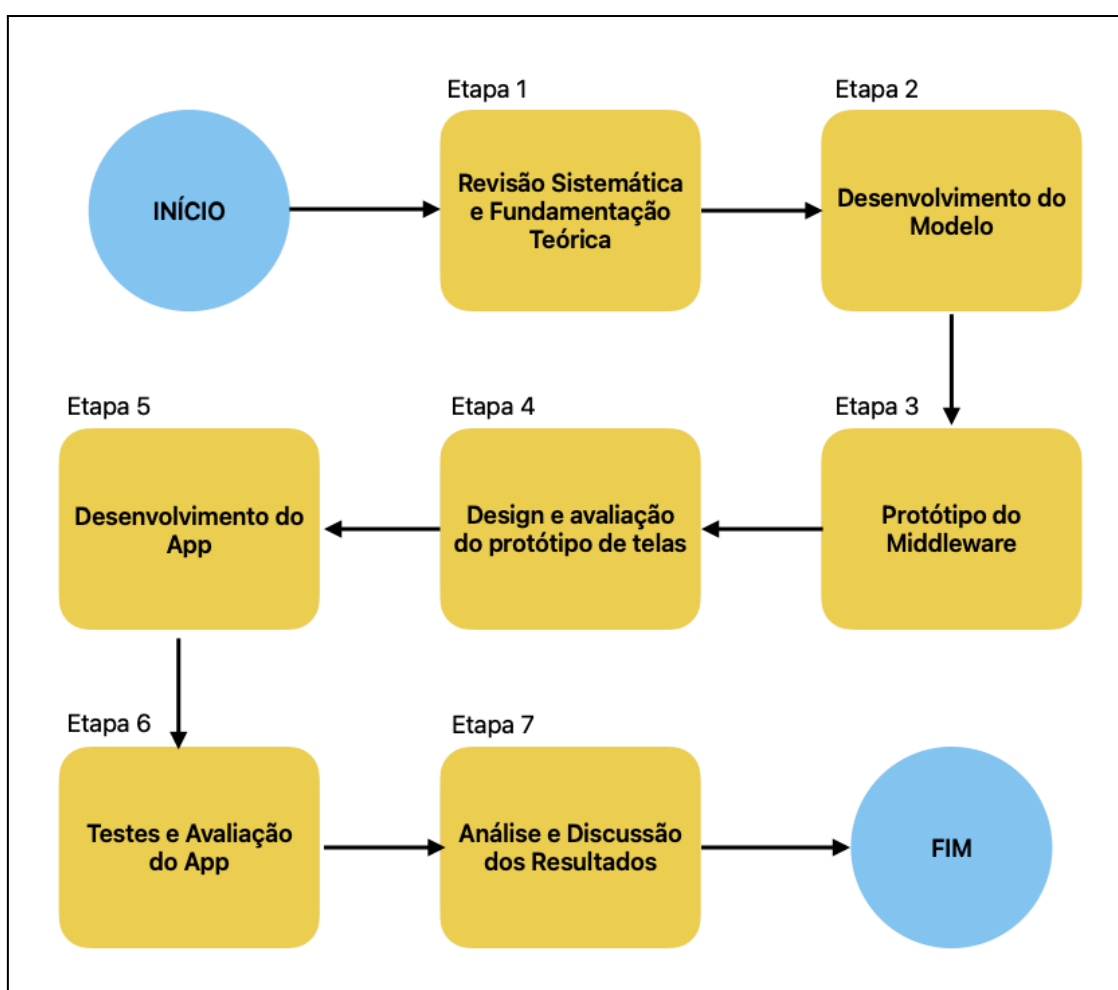 INÍCIO
Etapa 1
Revisão Sistemática
e Fundamentação
Teórica
Etapa 2
Desenvolvimento do
Modelo
Etapa 3
Protótipo do
Middleware
Etapa 4
Design e avaliação
do protótipo de telas
Etapa 5
Desenvolvimento do
App
Etapa 6
Testes e Avaliação
do App
Etapa 7
Análise e Discussão
dos Resultados
FIM